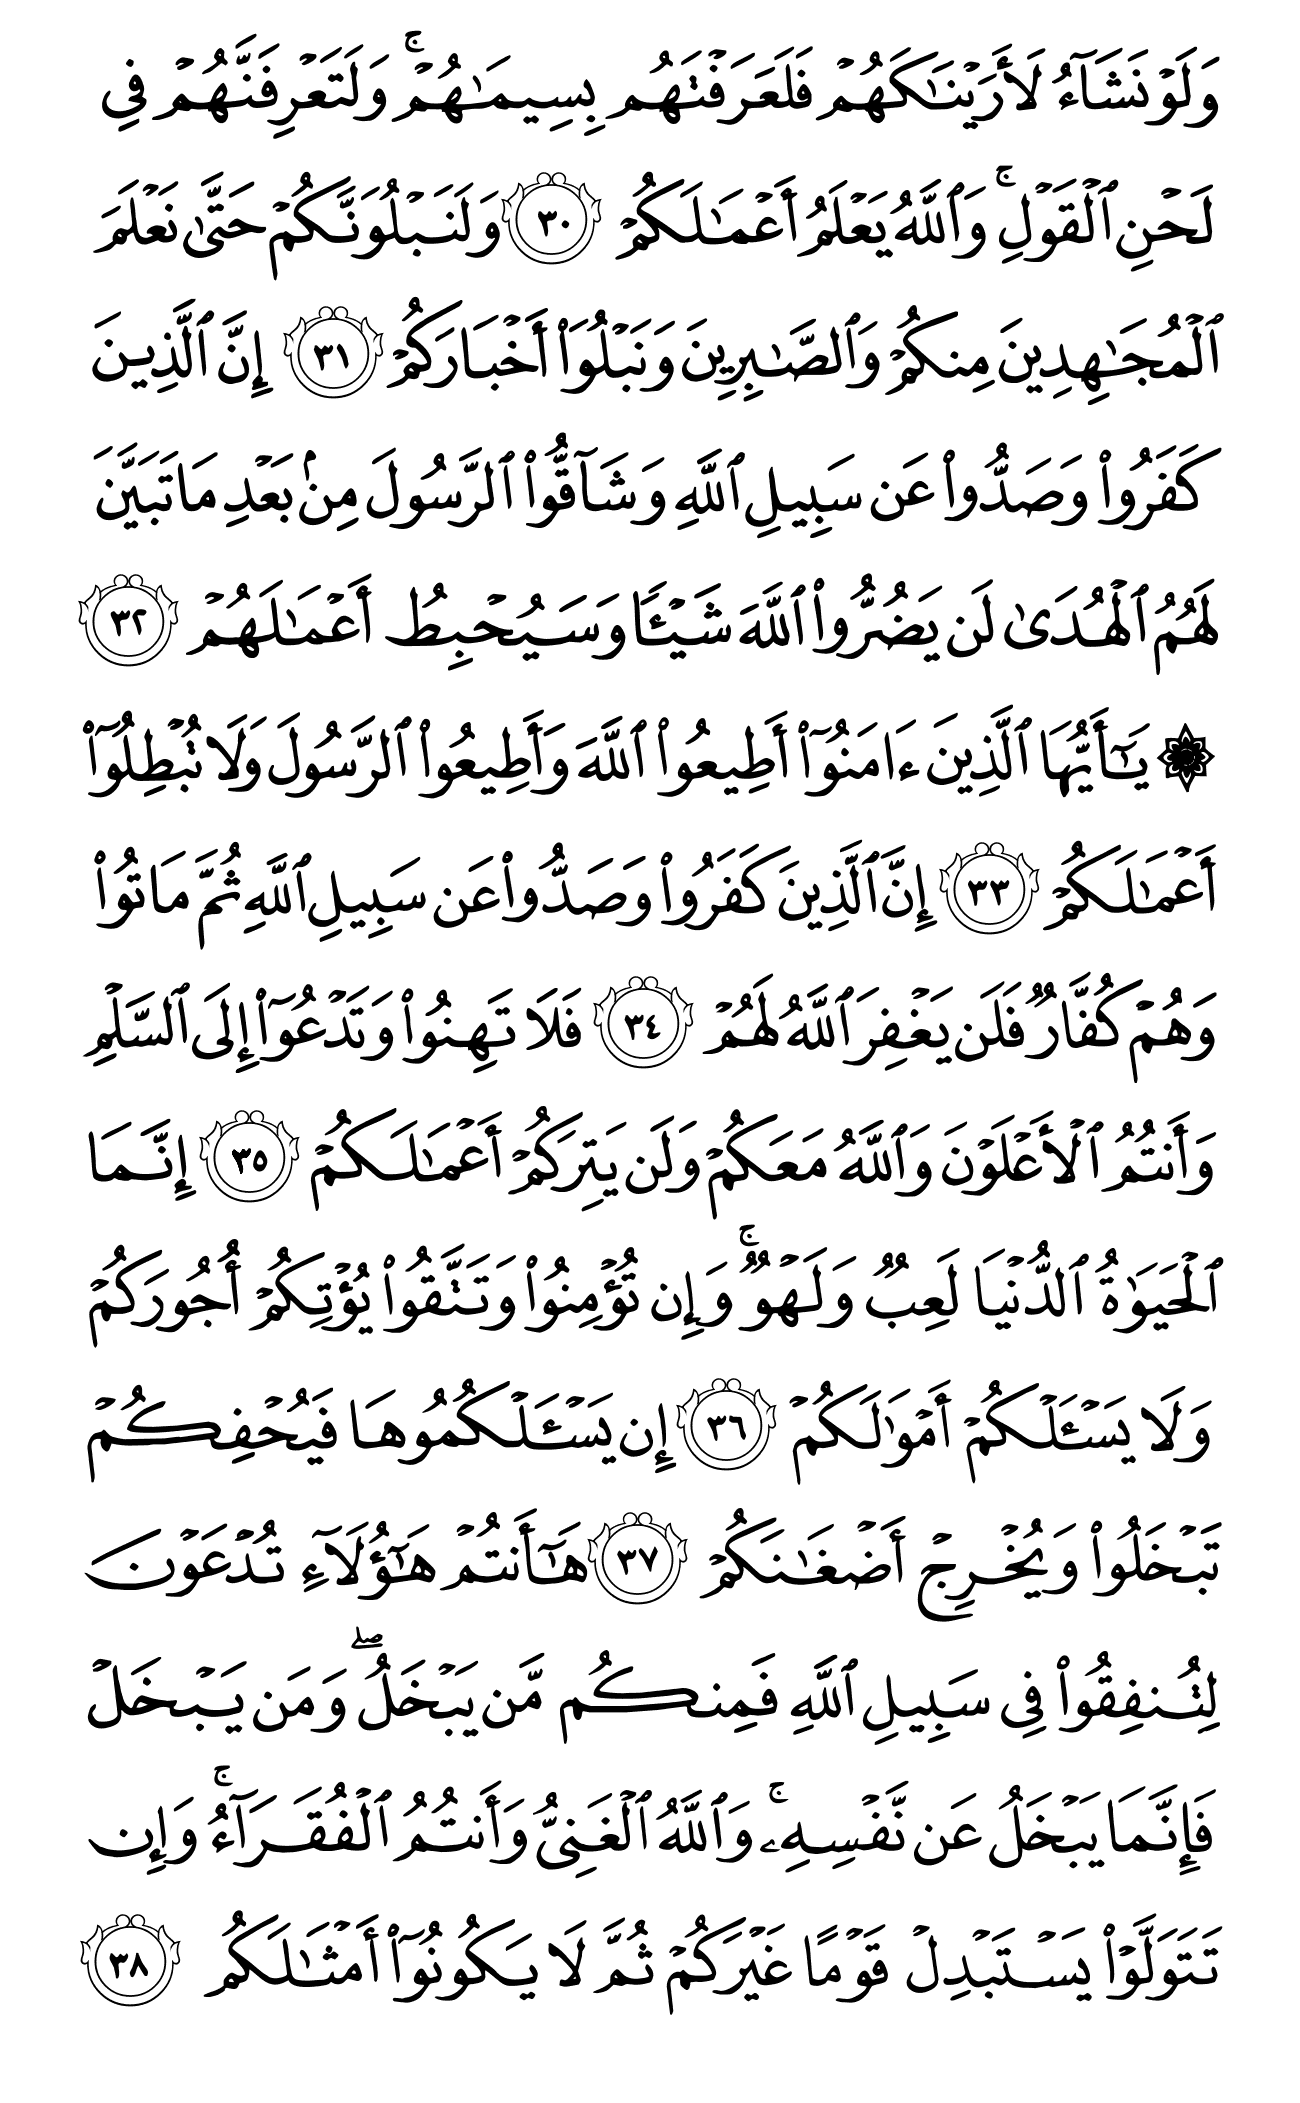 وَلَوۡ نَشَآءُ لَأَرَيۡنَٰكَهُمۡ فَلَعَرَفۡتَهُم بِسِيمَٰهُمۡۚ وَلَتَعۡرِفَنَّهُمۡ فِي
لَحۡنِ ٱلۡقَوۡلِۚ وَٱللَّهُ يَعۡلَمُ أَعۡمَٰلَكُمۡ ٣٠ وَلَنَبۡلُوَنَّكُمۡ حَتَّىٰ نَعۡلَمَ
ٱلۡمُجَٰهِدِينَ مِنكُمۡ وَٱلصَّٰبِرِينَ وَنَبۡلُوَاْ أَخۡبَارَكُمۡ ٣١ إِنَّ ٱلَّذِينَ
كَفَرُواْ وَصَدُّواْ عَن سَبِيلِ ٱللَّهِ وَشَآقُّواْ ٱلرَّسُولَ مِنۢ بَعۡدِ مَا تَبَيَّنَ
لَهُمُ ٱلۡهُدَىٰ لَن يَضُرُّواْ ٱللَّهَ شَيۡـٔٗا وَسَيُحۡبِطُ أَعۡمَٰلَهُمۡ ٣٢
۞ يَٰٓأَيُّهَا ٱلَّذِينَ ءَامَنُوٓاْ أَطِيعُواْ ٱللَّهَ وَأَطِيعُواْ ٱلرَّسُولَ وَلَا تُبۡطِلُوٓاْ
أَعۡمَٰلَكُمۡ ٣٣ إِنَّ ٱلَّذِينَ كَفَرُواْ وَصَدُّواْ عَن سَبِيلِ ٱللَّهِ ثُمَّ مَاتُواْ
وَهُمۡ كُفَّارٞ فَلَن يَغۡفِرَ ٱللَّهُ لَهُمۡ ٣٤ فَلَا تَهِنُواْ وَتَدۡعُوٓاْ إِلَى ٱلسَّلۡمِ
وَأَنتُمُ ٱلۡأَعۡلَوۡنَ وَٱللَّهُ مَعَكُمۡ وَلَن يَتِرَكُمۡ أَعۡمَٰلَكُمۡ ٣٥ إِنَّمَا
ٱلۡحَيَوٰةُ ٱلدُّنۡيَا لَعِبٞ وَلَهۡوٞۚ وَإِن تُؤۡمِنُواْ وَتَتَّقُواْ يُؤۡتِكُمۡ أُجُورَكُمۡ
وَلَا يَسۡـَٔلۡكُمۡ أَمۡوَٰلَكُمۡ ٣٦ إِن يَسۡـَٔلۡكُمُوهَا فَيُحۡفِكُمۡ
تَبۡخَلُواْ وَيُخۡرِجۡ أَضۡغَٰنَكُمۡ ٣٧ هَٰٓأَنتُمۡ هَٰٓؤُلَآءِ تُدۡعَوۡنَ
لِتُنفِقُواْ فِي سَبِيلِ ٱللَّهِ فَمِنكُم مَّن يَبۡخَلُۖ وَمَن يَبۡخَلۡ
فَإِنَّمَا يَبۡخَلُ عَن نَّفۡسِهِۦۚ وَٱللَّهُ ٱلۡغَنِيُّ وَأَنتُمُ ٱلۡفُقَرَآءُۚ وَإِن
تَتَوَلَّوۡاْ يَسۡتَبۡدِلۡ قَوۡمًا غَيۡرَكُمۡ ثُمَّ لَا يَكُونُوٓاْ أَمۡثَٰلَكُم ٣٨